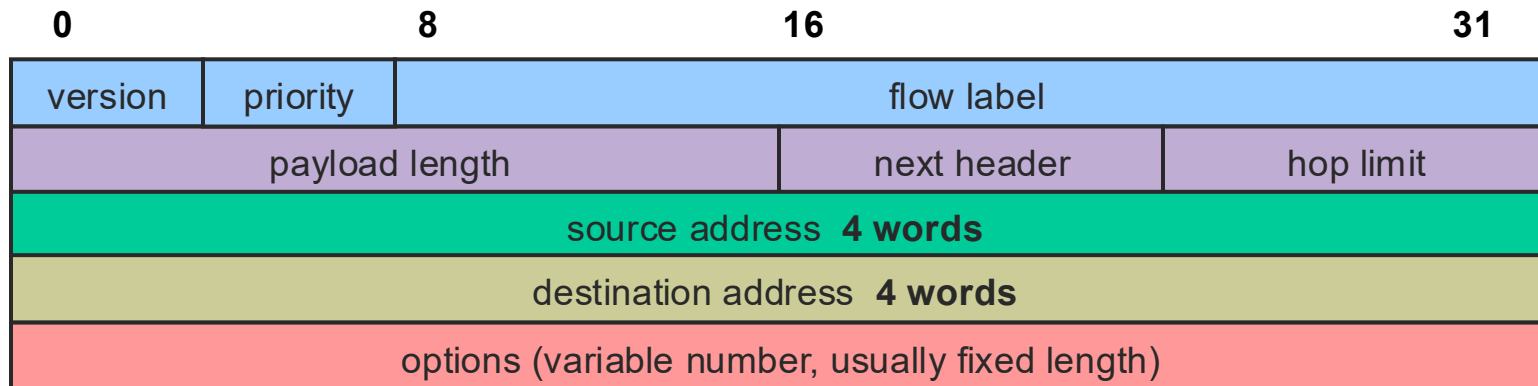 0 8 16 31
version priority flow label
payload length next header hop limit
source address 4 words
destination address 4 words
options (variable number, usually fixed length)